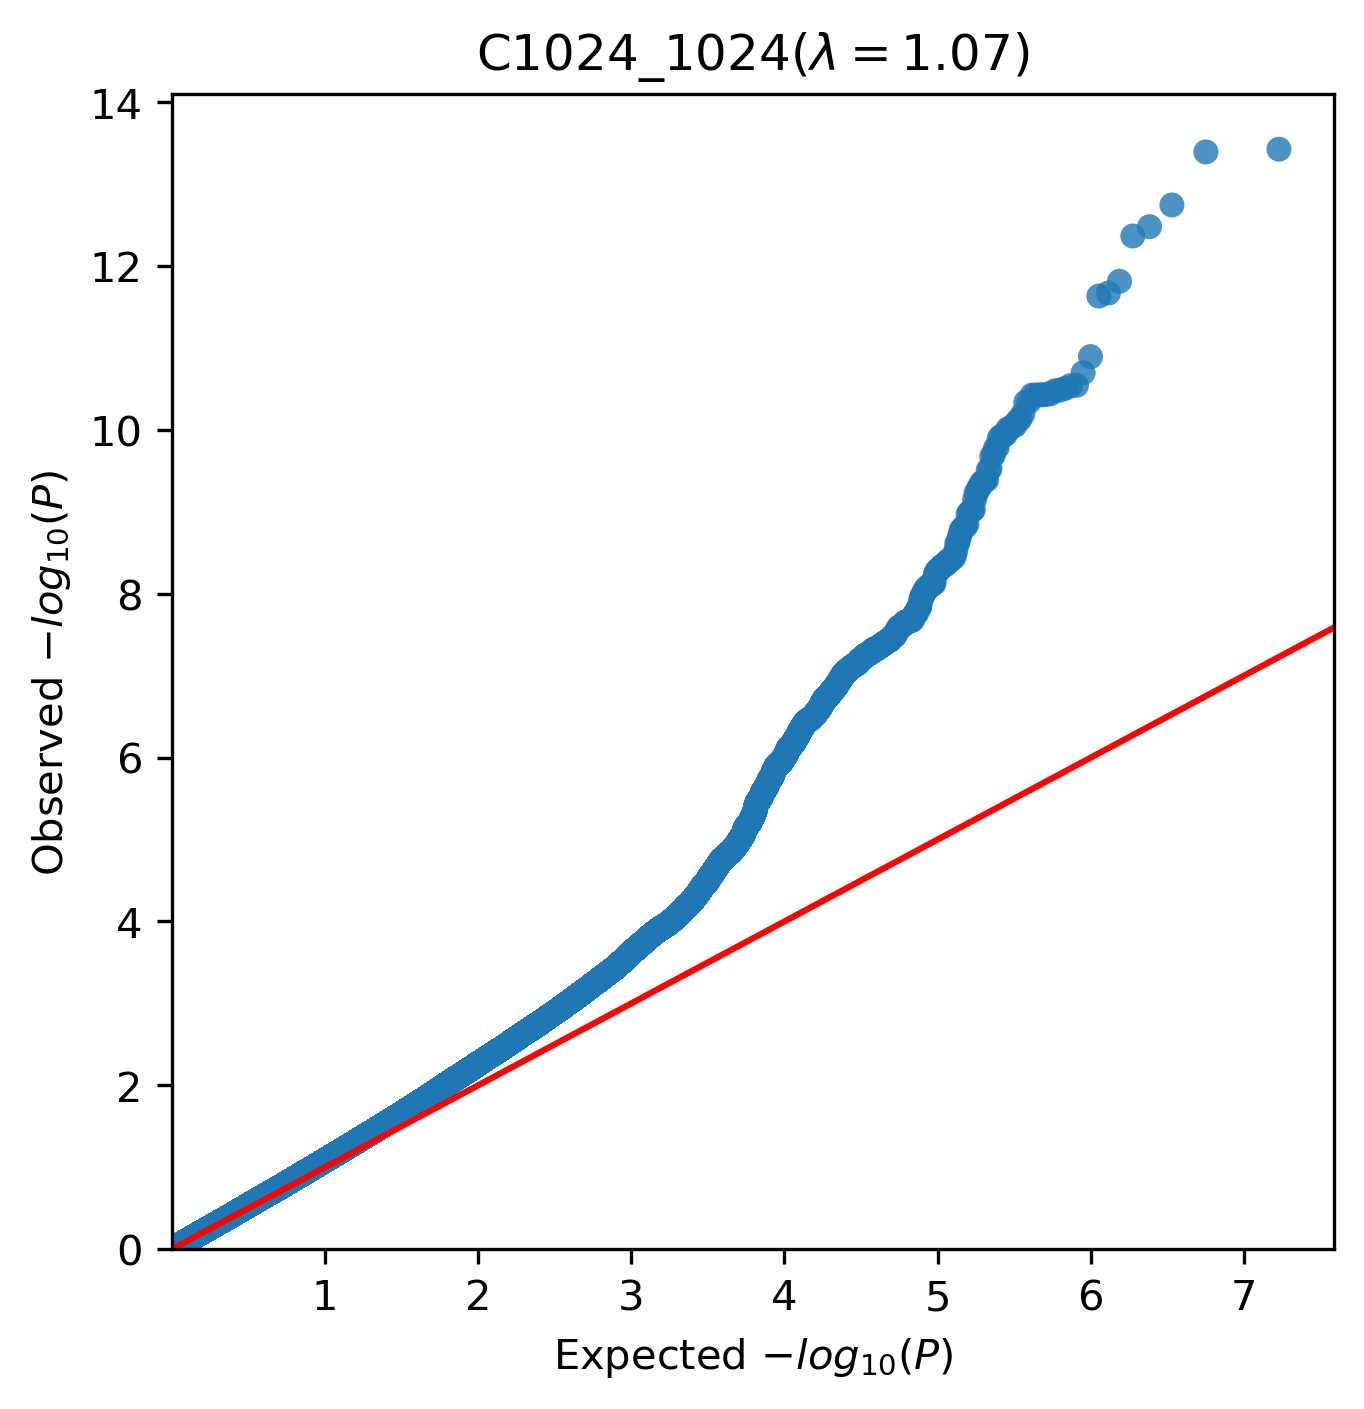 C1024_1024(λ = 1.07)
14
12
10
8
6
4
2
0
Observed −log₁₀(P)
1 2 3 4 5 6 7
Expected −log₁₀(P)